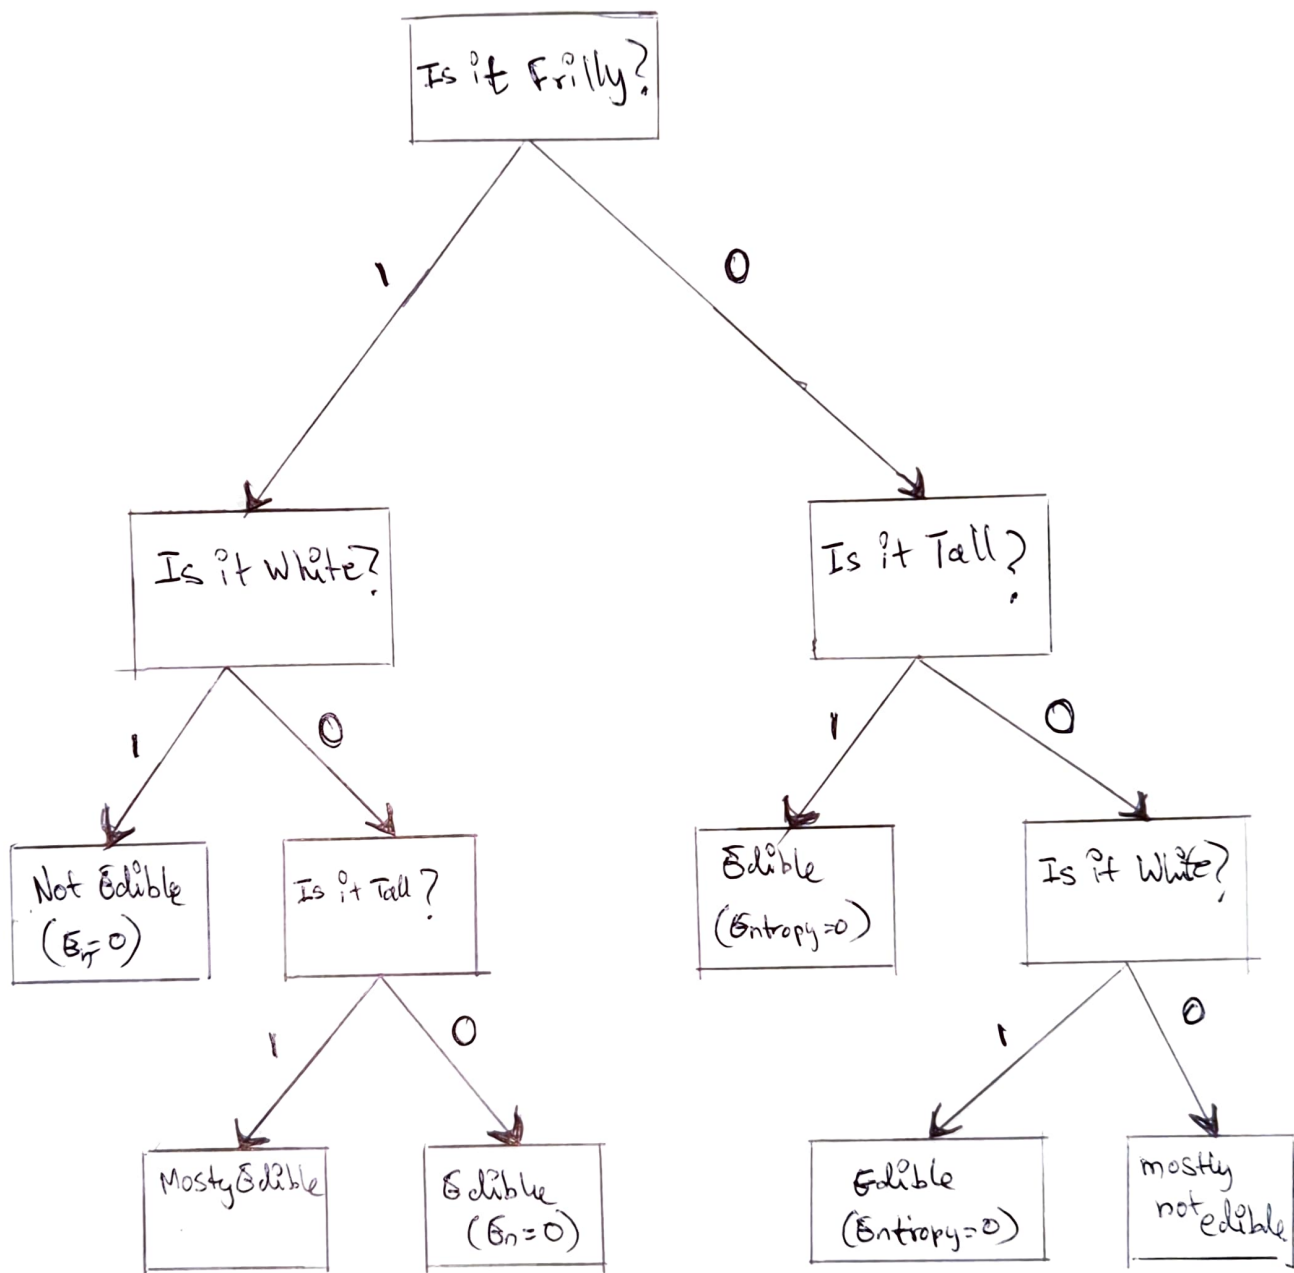 Is it Frilly?
1
0
Is it White?
Is it Tall?
1
0
1
0
Not Edible
(En=0)
Is it Tall?
Edible
(Entropy=0)
Is it White?
1
0
1
0
Mosty Edible
Edible
(En=0)
Edible
(Entropy=0)
mostly
not edible